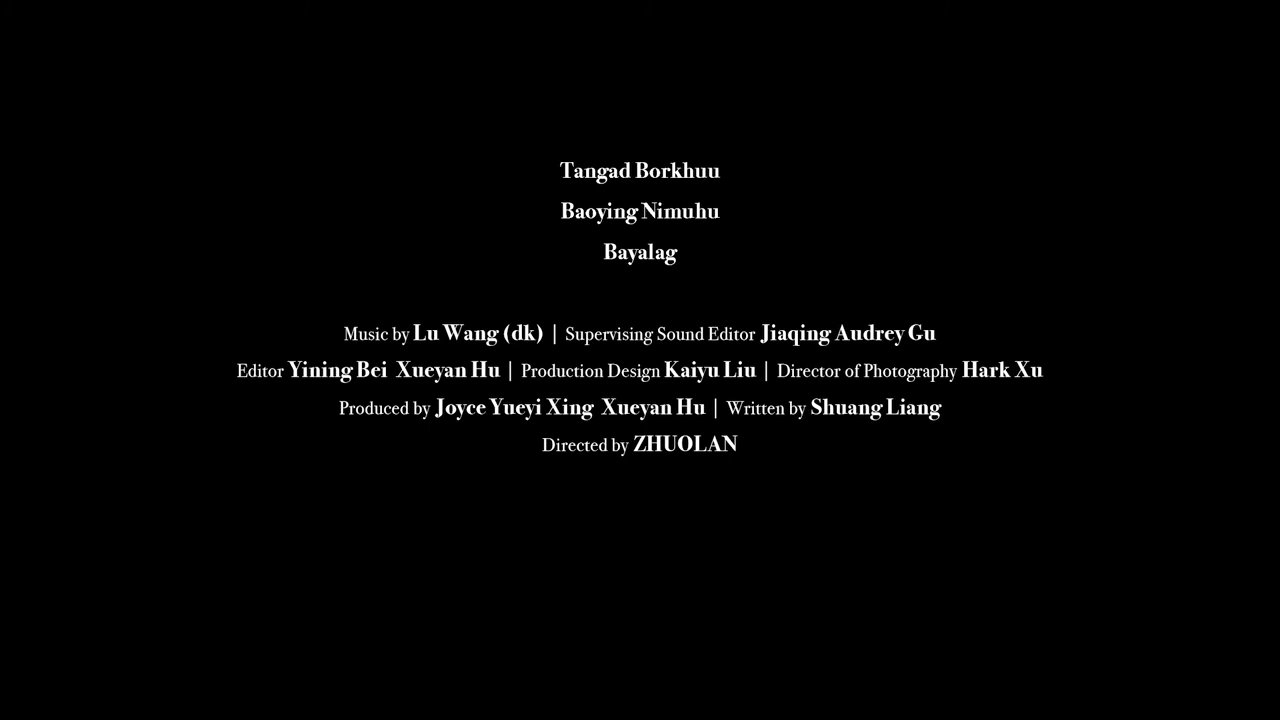 Tangad Borkhuu
Baoying Nimuhu
Bayalag
Music by Lu Wang (dk) | Supervising Sound Editor Jiaqing Audrey Gu
Editor Yining Bei Xueyan Hu | Production Design Kaiyu Liu | Director of Photography Hark Xu
Produced by Joyce Yueyi Xing Xueyan Hu | Written by Shuang Liang
Directed by ZHUOLAN